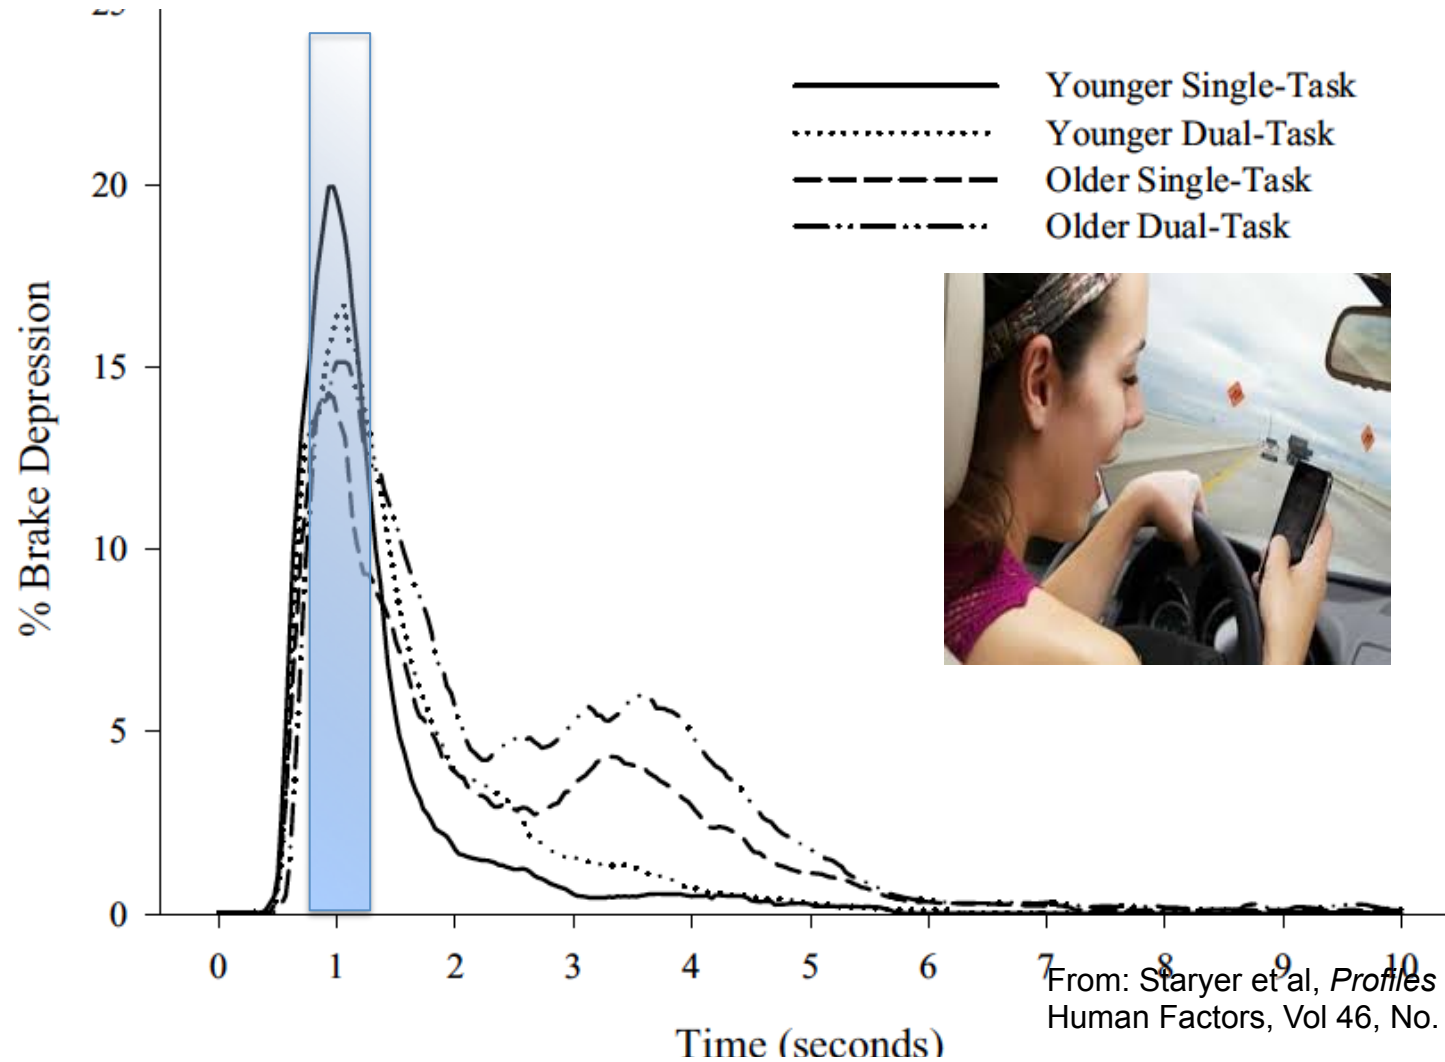 25
Younger Single-Task
Younger Dual-Task
Older Single-Task
Older Dual-Task
20
15
10
5
0
% Brake Depression
0 1 2 3 4 5 6 7 8 9 10
From: Staryer et al, Profiles
Human Factors, Vol 46, No.
Time (seconds)